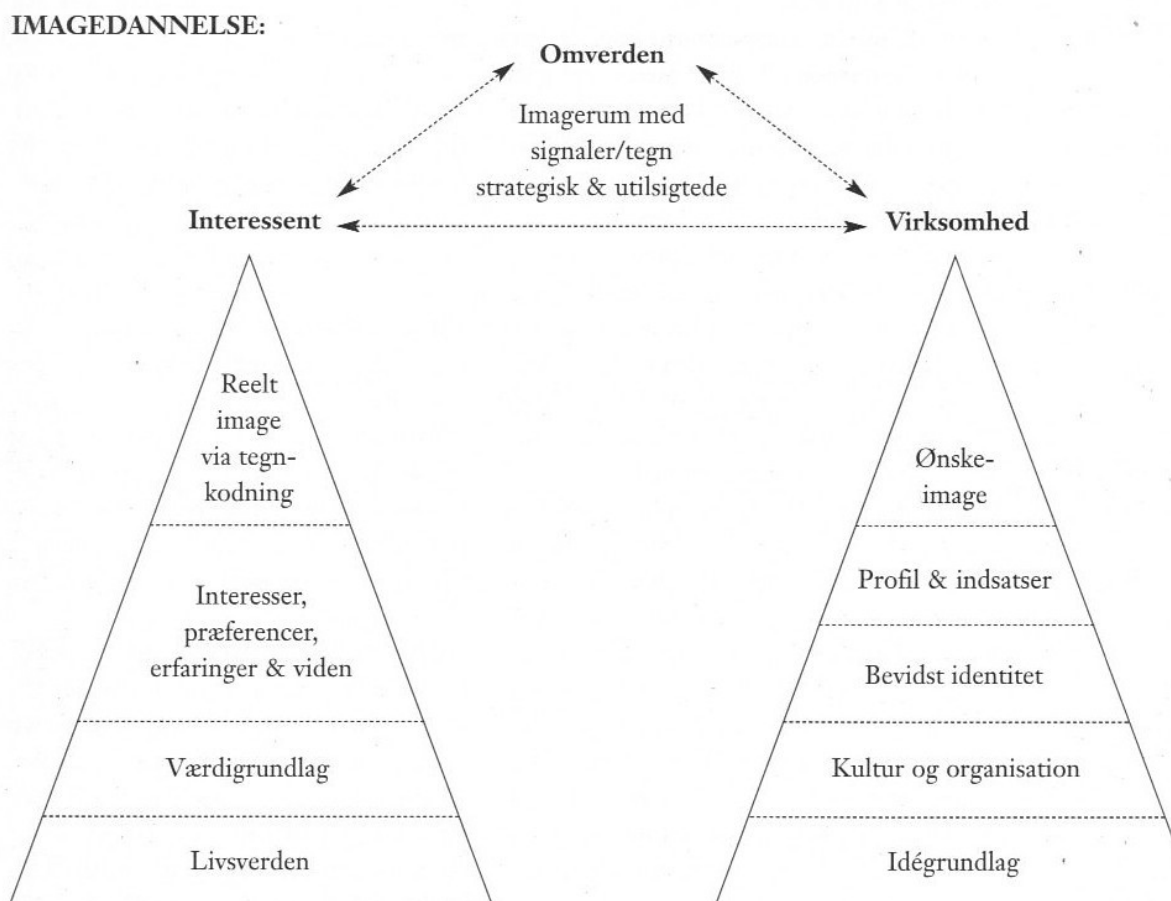 IMAGEDANNELSE:
Omverden
Imagerum med
signaler/tegn
strategisk & utilsigtede
Interessent
Virksomhed
Reelt
image
via tegn-
kodning
Interesser,
præferencer,
erfaringer & viden
Værdigrundlag
Livsverden
Ønske-
image
Profil & indsatser
Bevidst identitet
Kultur og organisation
Idégrundlag